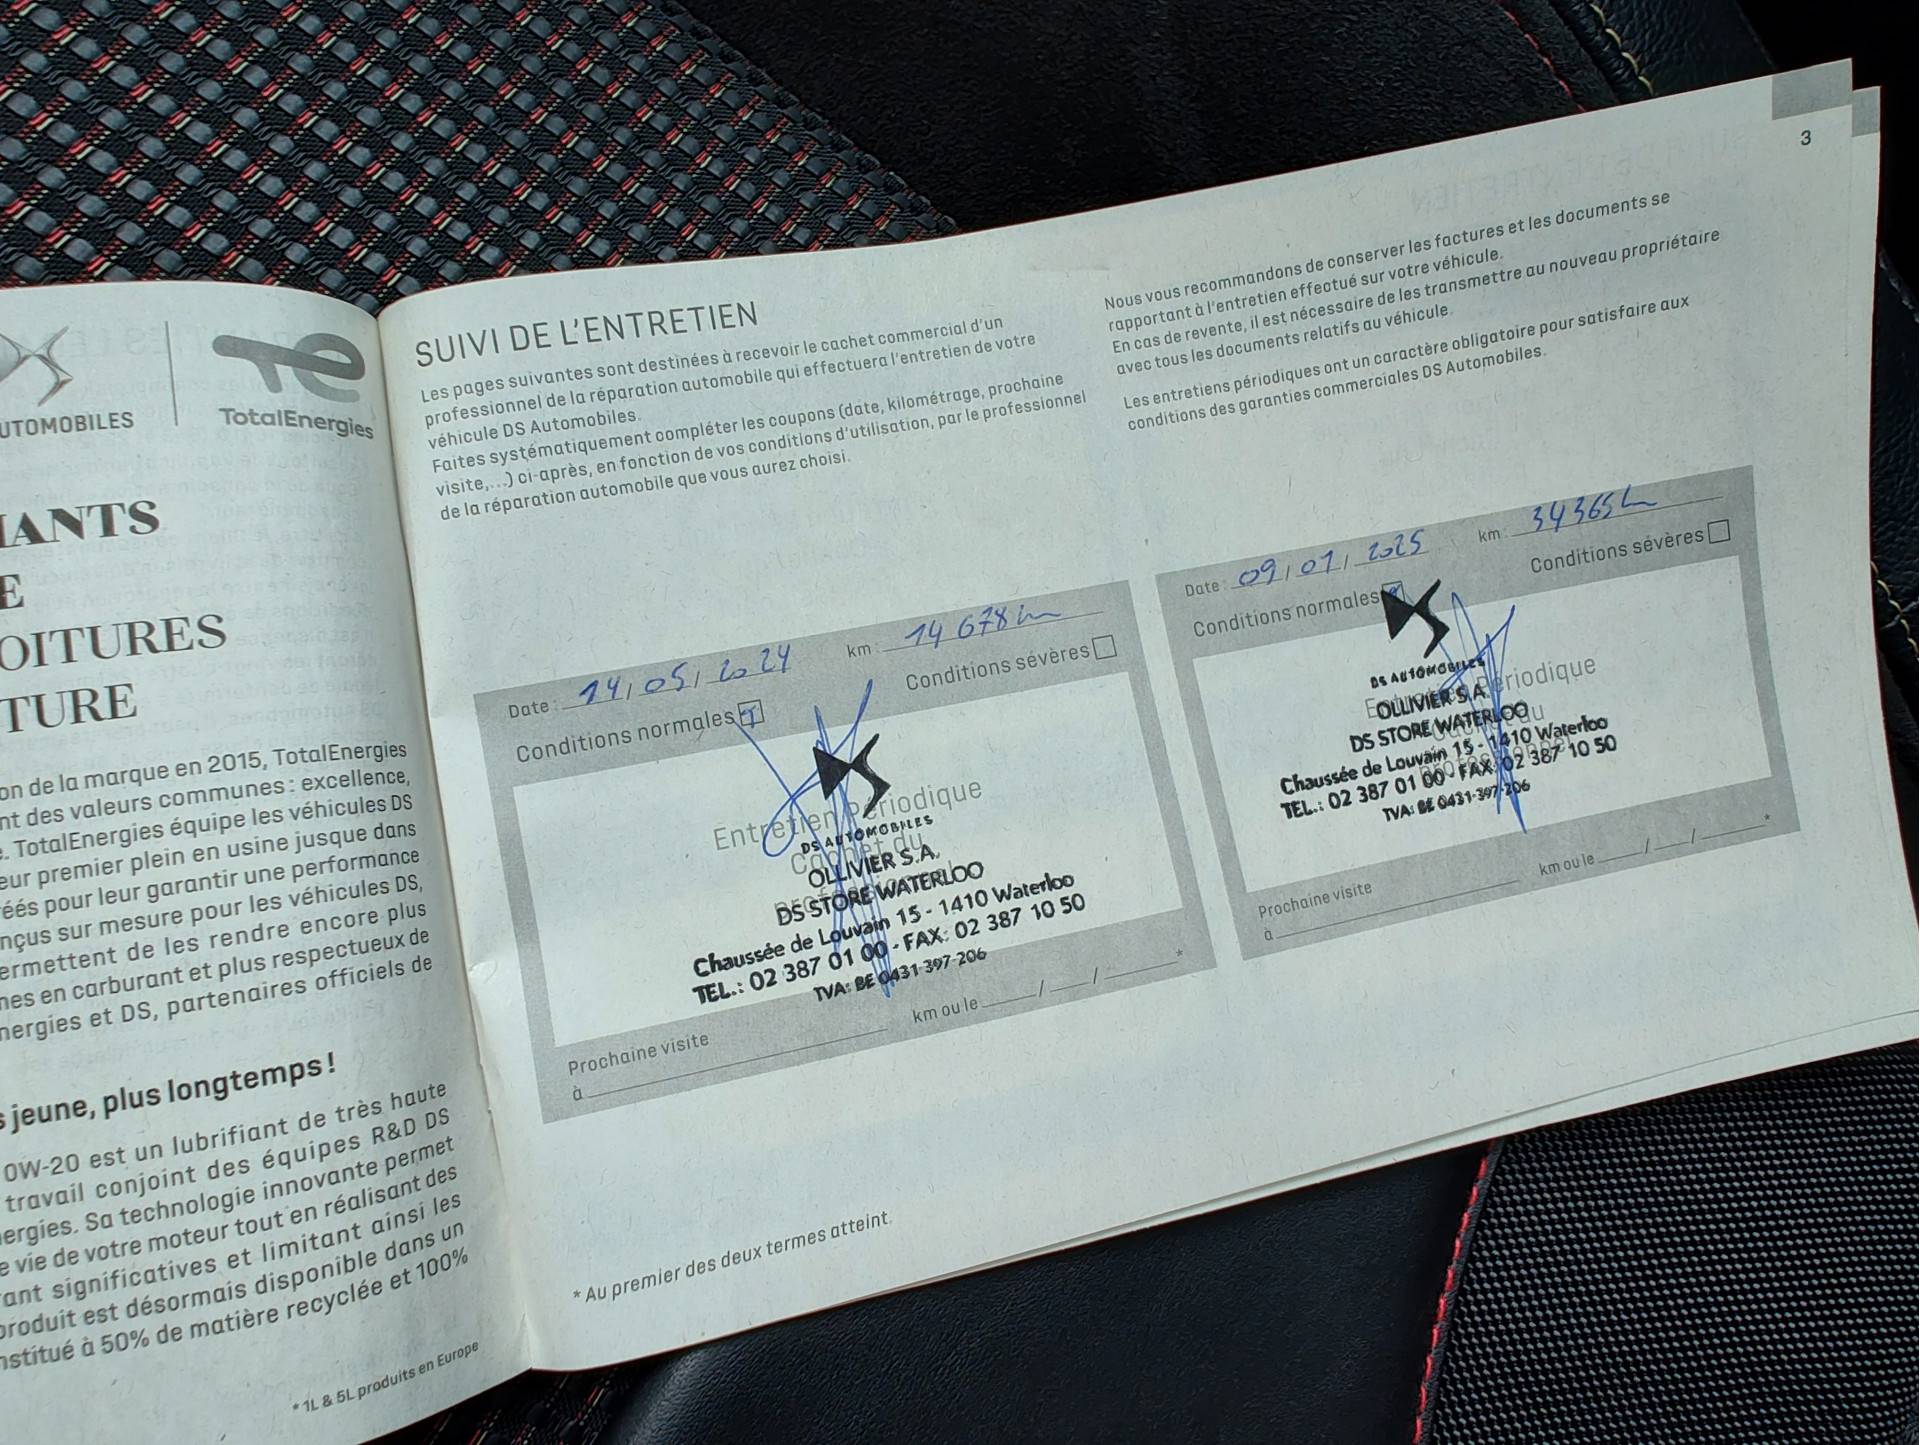 UTOMOBILES
TotalEnergies
IANTS
E
OITURES
TURE
on de la marque en 2015, TotalEnergies
nt des valeurs communes : excellence,
. TotalEnergies équipe les véhicules DS
eur premier plein en usine jusque dans
éés pour leur garantir une performance
nçus sur mesure pour les véhicules DS,
ermettent de les rendre encore plus
nes en carburant et plus respectueux de
nergies et DS, partenaires officiels de
s jeune, plus longtemps !
0W-20 est un lubrifiant de très haute
travail conjoint des équipes R&D DS
nergies. Sa technologie innovante permet
e vie de votre moteur tout en réalisant des
rant significatives et limitant ainsi les
produit est désormais disponible dans un
nstitué à 50% de matière recyclée et 100%
* 1L & 5L produits en Europe
3
SUIVI DE L'ENTRETIEN
Les pages suivantes sont destinées à recevoir le cachet commercial d'un
professionnel de la réparation automobile qui effectuera l'entretien de votre
véhicule DS Automobiles.
Faites systématiquement compléter les coupons (date, kilométrage, prochaine
visite,...) ci-après, en fonction de vos conditions d'utilisation, par le professionnel
de la réparation automobile que vous aurez choisi.
Nous vous recommandons de conserver les factures et les documents se
rapportant à l'entretien effectué sur votre véhicule.
En cas de revente, il est nécessaire de les transmettre au nouveau propriétaire
avec tous les documents relatifs au véhicule.
Les entretiens périodiques ont un caractère obligatoire pour satisfaire aux
conditions des garanties commerciales DS Automobiles.
Date : 14 / 05 / 2024 km : 14 678 km
Conditions normales Conditions sévères
Entretien Périodique
Cachet du
professionnel
DS AUTOMOBILES
OLLIVIER S.A.
DS STORE WATERLOO
Chaussée de Louvain 15 - 1410 Waterloo
TEL.: 02 387 01 00 - FAX: 02 387 10 50
TVA: BE 0431-397-206
Prochaine visite
à km ou le / / *
Date : 09 / 07 / 2025 km : 34365 km
Conditions normales Conditions sévères
Entretien Périodique
Cachet du
professionnel
DS AUTOMOBILES
OLLIVIER S.A.
DS STORE WATERLOO
Chaussée de Louvain 15 - 1410 Waterloo
TEL.: 02 387 01 00 - FAX: 02 387 10 50
TVA: BE 0431-397-206
Prochaine visite
à km ou le / / *
* Au premier des deux termes atteint.